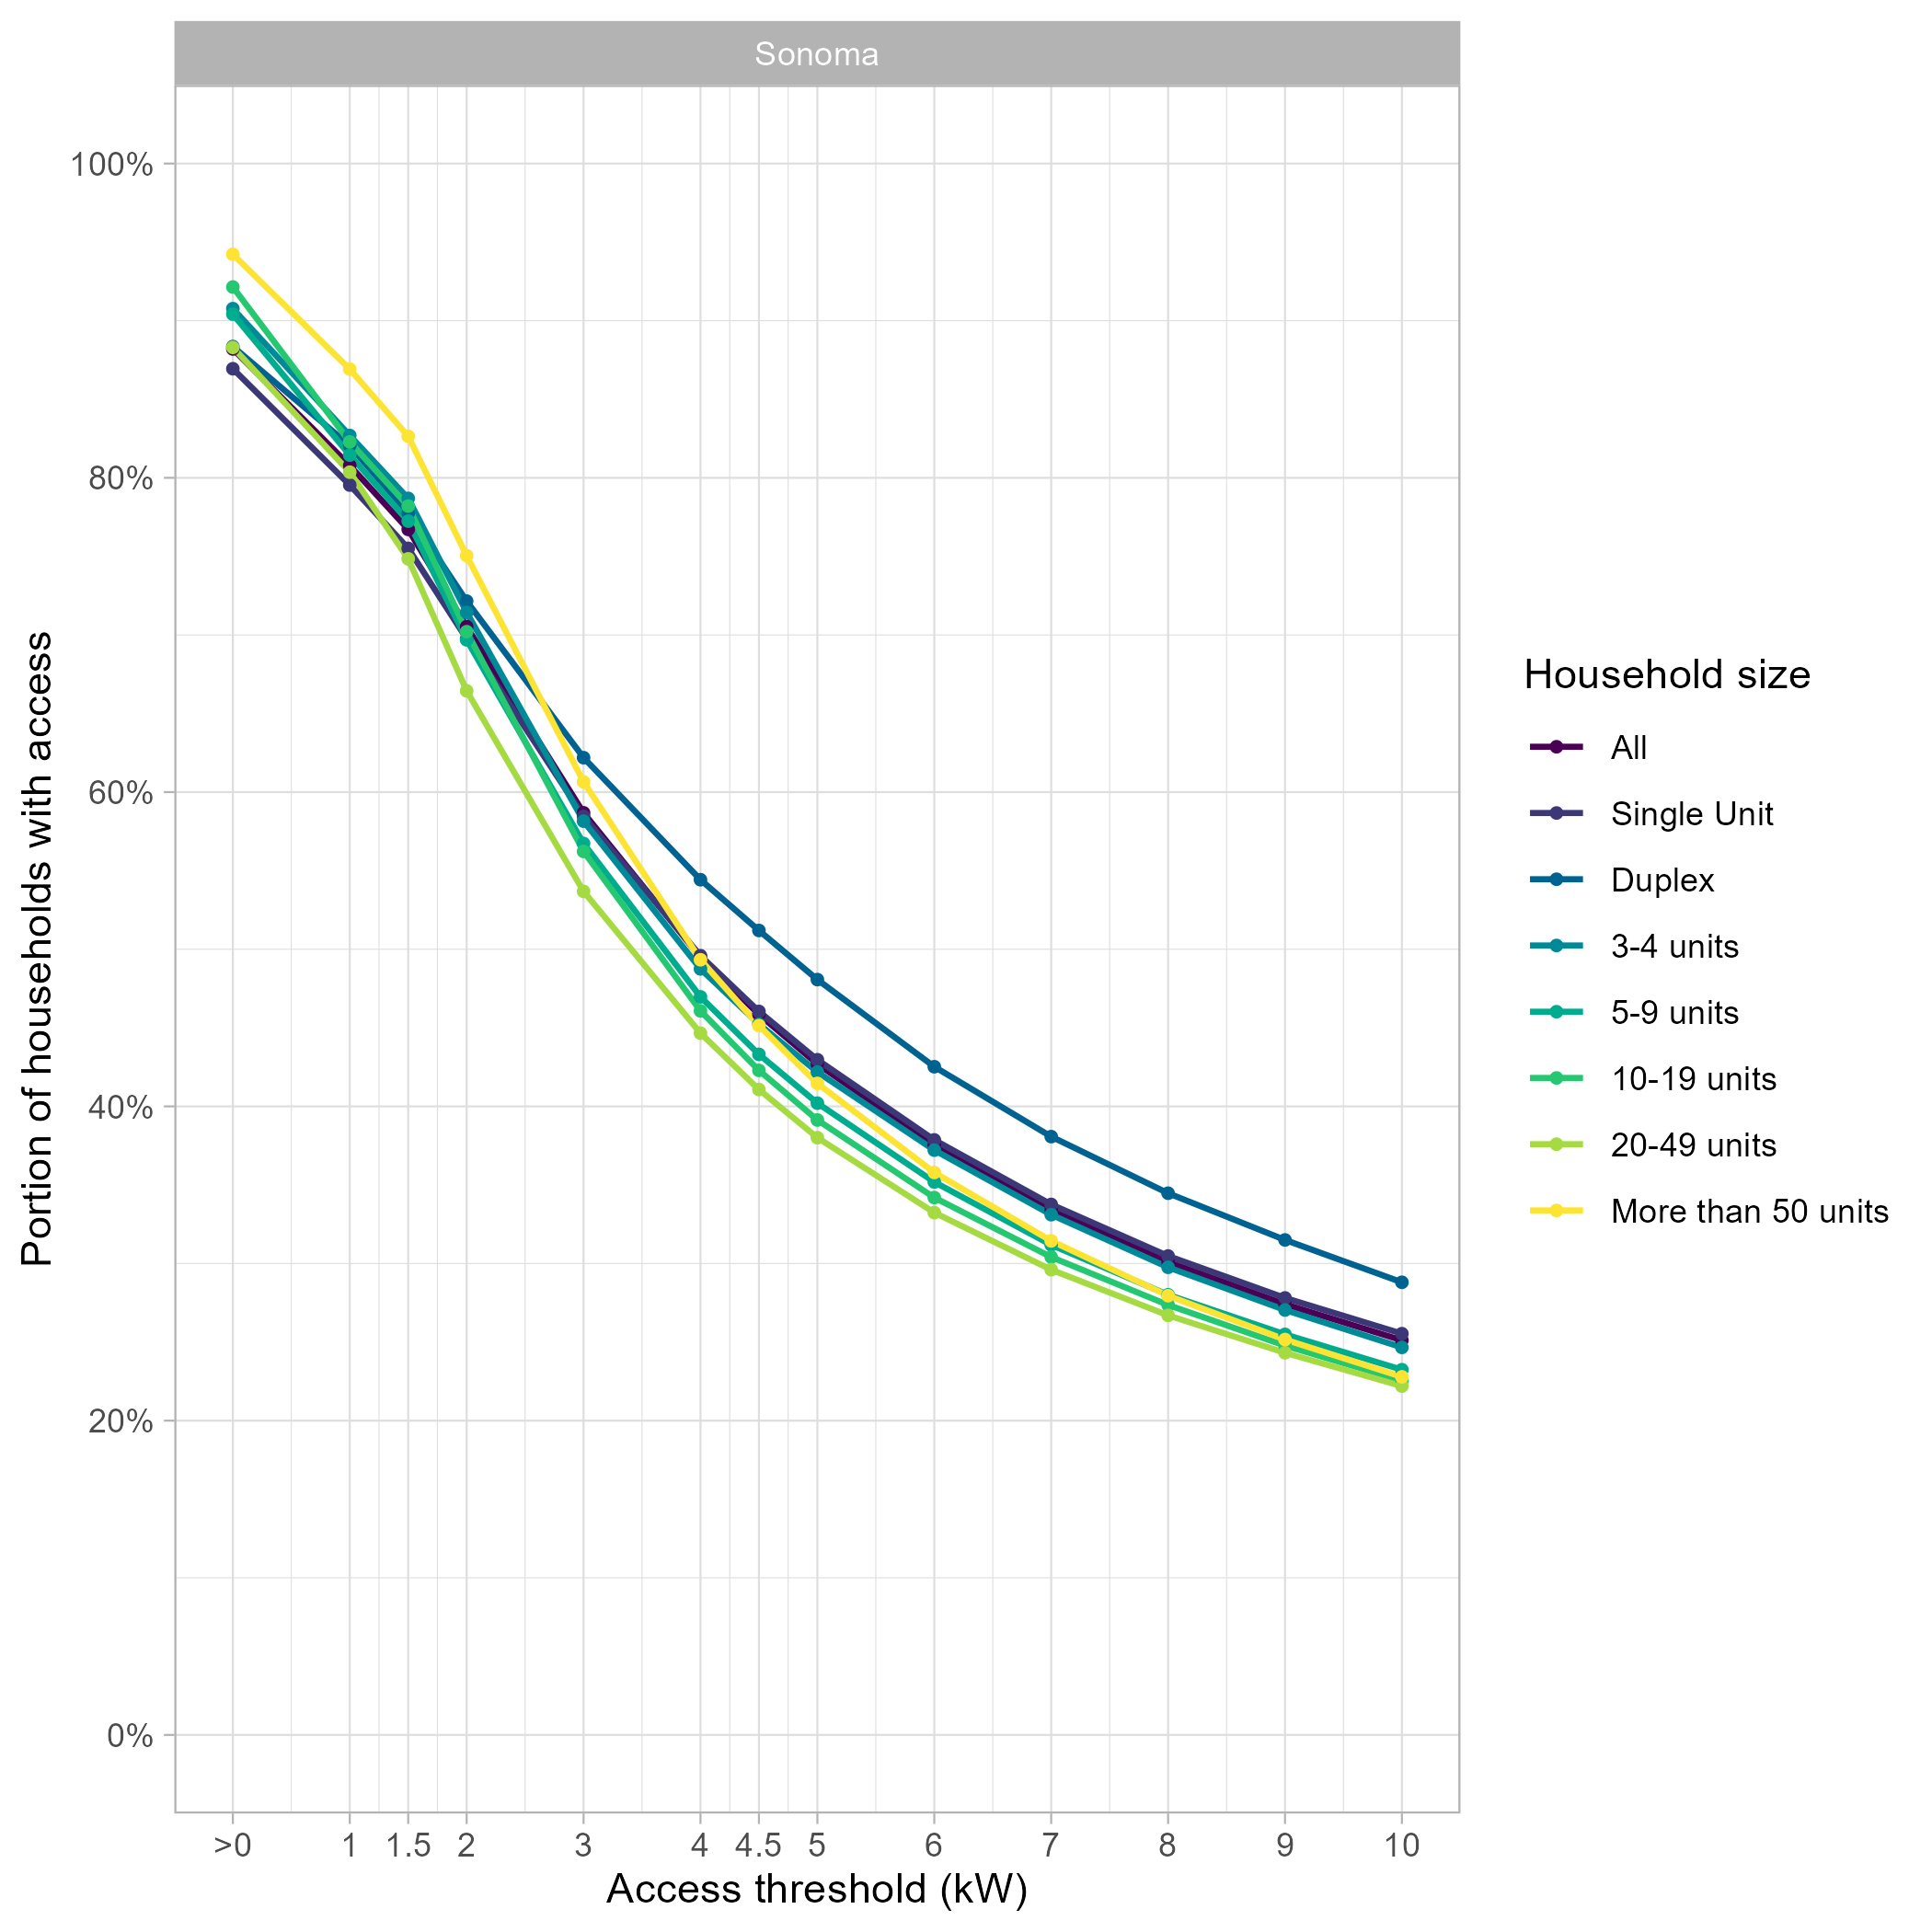 Sonoma
Portion of households with access
100%
80%
60%
40%
20%
0%
>0 1 1.5 2 3 4 4.5 5 6 7 8 9 10
Access threshold (kW)
Household size
All
Single Unit
Duplex
3-4 units
5-9 units
10-19 units
20-49 units
More than 50 units